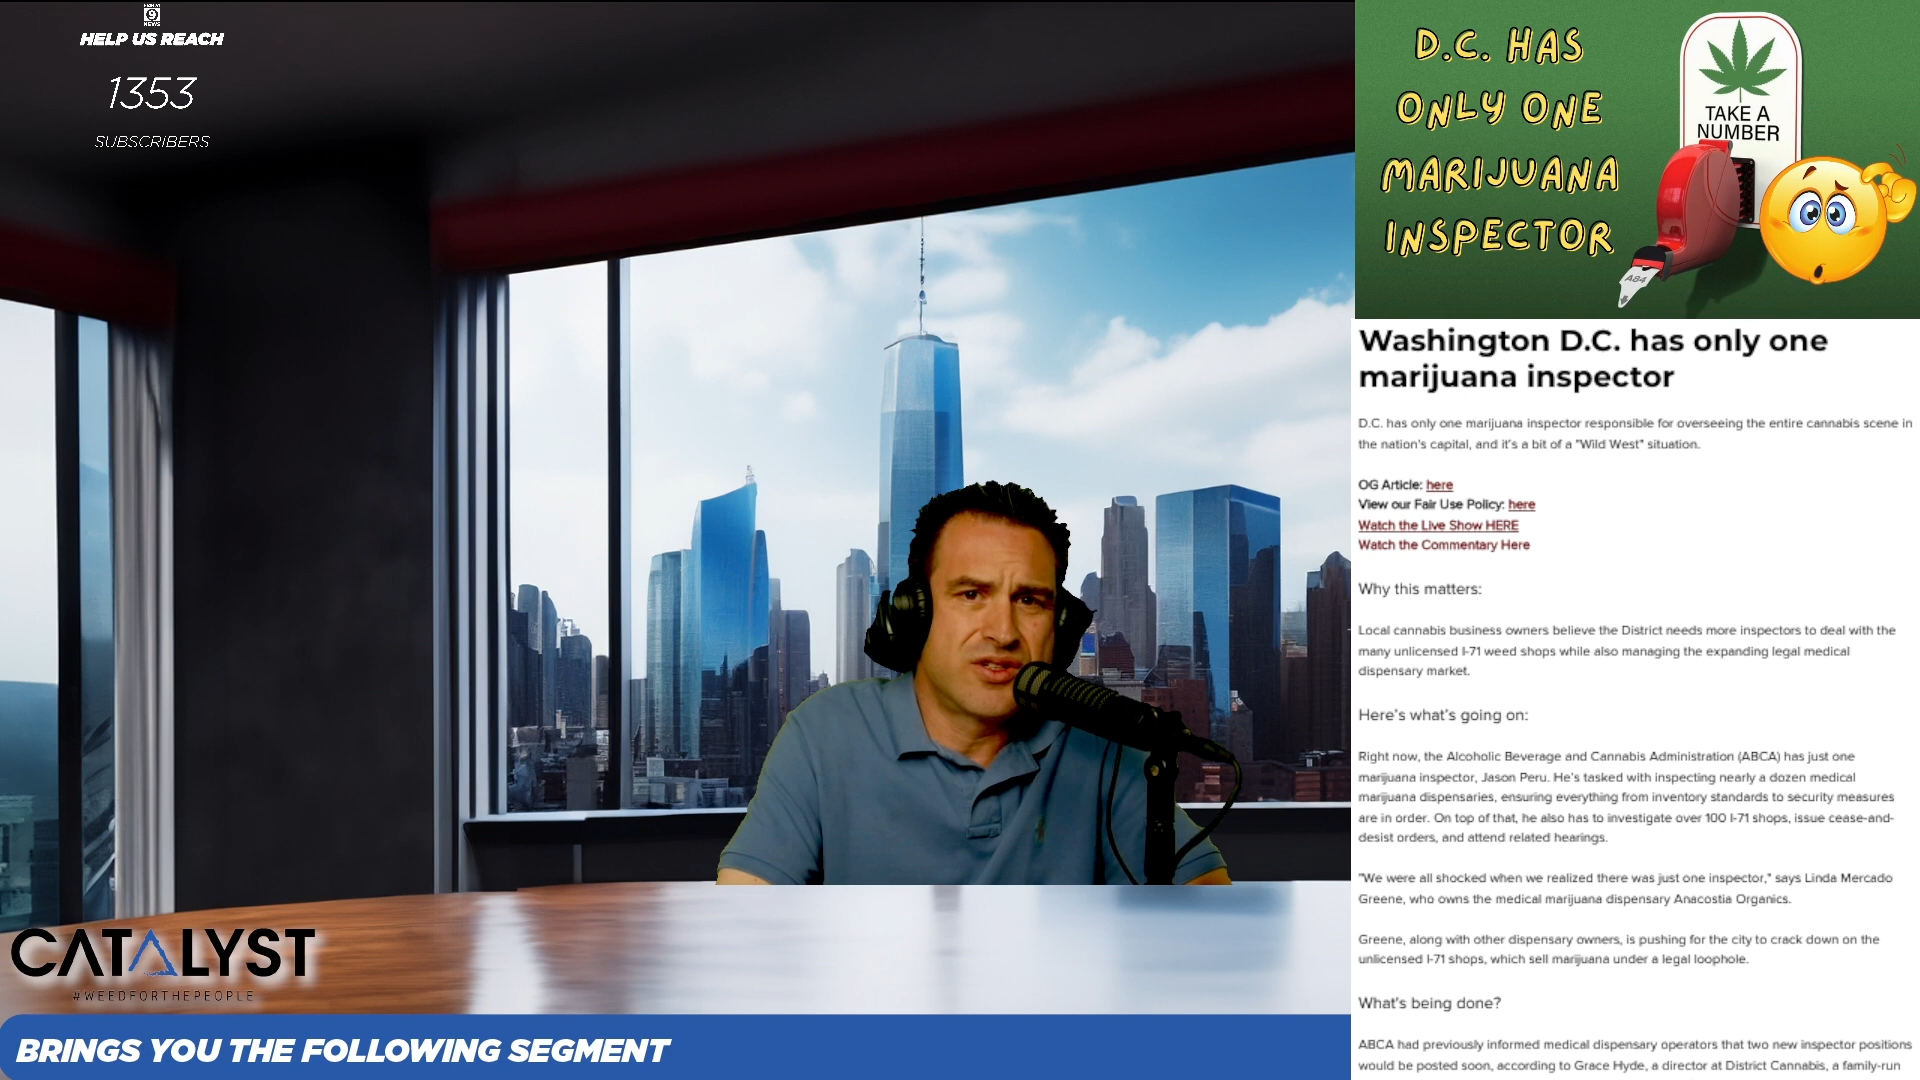 HIGH AT
9
NEWS
HELP US REACH
1353
SUBSCRIBERS
CATALYST
#WEEDFORTHEPEOPLE
BRINGS YOU THE FOLLOWING SEGMENT
D.C. HAS
ONLY ONE
MARIJUANA
INSPECTOR
TAKE A
NUMBER
A84
Washington D.C. has only one
marijuana inspector
D.C. has only one marijuana inspector responsible for overseeing the entire cannabis scene in
the nation's capital, and it's a bit of a "Wild West" situation.
OG Article: here
View our Fair Use Policy: here
Watch the Live Show HERE
Watch the Commentary Here
Why this matters:
Local cannabis business owners believe the District needs more inspectors to deal with the
many unlicensed I-71 weed shops while also managing the expanding legal medical
dispensary market.
Here's what's going on:
Right now, the Alcoholic Beverage and Cannabis Administration (ABCA) has just one
marijuana inspector, Jason Peru. He's tasked with inspecting nearly a dozen medical
marijuana dispensaries, ensuring everything from inventory standards to security measures
are in order. On top of that, he also has to investigate over 100 I-71 shops, issue cease-and-
desist orders, and attend related hearings.
"We were all shocked when we realized there was just one inspector," says Linda Mercado
Greene, who owns the medical marijuana dispensary Anacostia Organics.
Greene, along with other dispensary owners, is pushing for the city to crack down on the
unlicensed I-71 shops, which sell marijuana under a legal loophole.
What's being done?
ABCA had previously informed medical dispensary operators that two new inspector positions
would be posted soon, according to Grace Hyde, a director at District Cannabis, a family-run